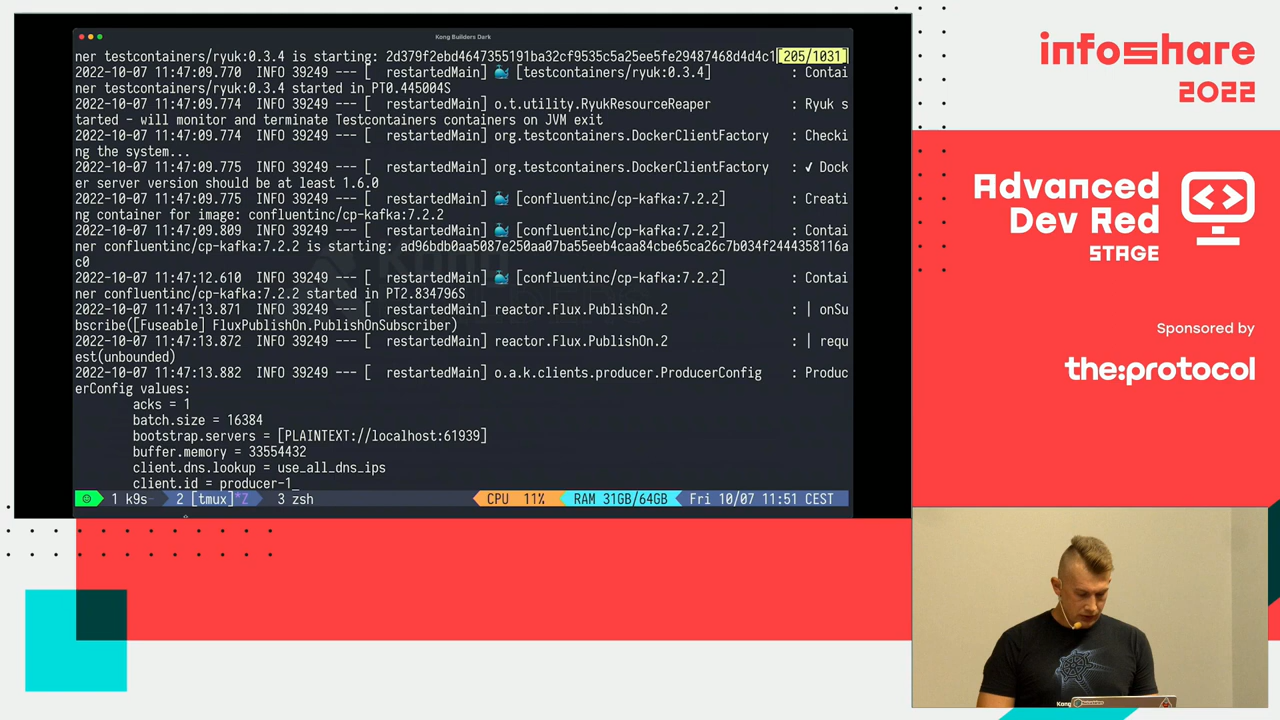 Kong Builders Dark
ner testcontainers/ryuk:0.3.4 is starting: 2d379f2ebd4647355191ba32cf9535c5a25ee5fe29487468d4d4c1[205/1031]
2022-10-07 11:47:09.770  INFO 39249 --- [  restartedMain] 🐳 [testcontainers/ryuk:0.3.4]          : Contai
ner testcontainers/ryuk:0.3.4 started in PT0.445004S
2022-10-07 11:47:09.774  INFO 39249 --- [  restartedMain] o.t.utility.RyukResourceReaper           : Ryuk s
tarted - will monitor and terminate Testcontainers containers on JVM exit
2022-10-07 11:47:09.774  INFO 39249 --- [  restartedMain] org.testcontainers.DockerClientFactory   : Checki
ng the system...
2022-10-07 11:47:09.775  INFO 39249 --- [  restartedMain] org.testcontainers.DockerClientFactory   : ✔ Dock
er server version should be at least 1.6.0
2022-10-07 11:47:09.775  INFO 39249 --- [  restartedMain] 🐳 [confluentinc/cp-kafka:7.2.2]         : Creati
ng container for image: confluentinc/cp-kafka:7.2.2
2022-10-07 11:47:09.809  INFO 39249 --- [  restartedMain] 🐳 [confluentinc/cp-kafka:7.2.2]         : Contai
ner confluentinc/cp-kafka:7.2.2 is starting: ad96bdb0aa5087e25b2a07ba55eeb4caa84cbe65ca26c7b034f2444358116a
c0
2022-10-07 11:47:12.610  INFO 39249 --- [  restartedMain] 🐳 [confluentinc/cp-kafka:7.2.2]         : Contai
ner confluentinc/cp-kafka:7.2.2 started in PT2.834796S
2022-10-07 11:47:13.871  INFO 39249 --- [  restartedMain] reactor.Flux.PublishOn.2                 : | onSu
bscribe([Fuseable] FluxPublishOn.PublishOnSubscriber)
2022-10-07 11:47:13.872  INFO 39249 --- [  restartedMain] reactor.Flux.PublishOn.2                 : | requ
est(unbounded)
2022-10-07 11:47:13.882  INFO 39249 --- [  restartedMain] o.a.k.clients.producer.ProducerConfig    : Produc
erConfig values:
acks = 1
batch.size = 16384
bootstrap.servers = [PLAINTEXT://localhost:61939]
buffer.memory = 33554432
client.dns.lookup = use_all_dns_ips
client.id = producer-1_
1 k9s- 2 [tmux]*Z 3 zsh CPU 11% RAM 31GB/64GB Fri 10/07 11:51 CEST
infoshare
2022
Advanced
Dev Red
STAGE
Sponsored by
the:protocol
Kong